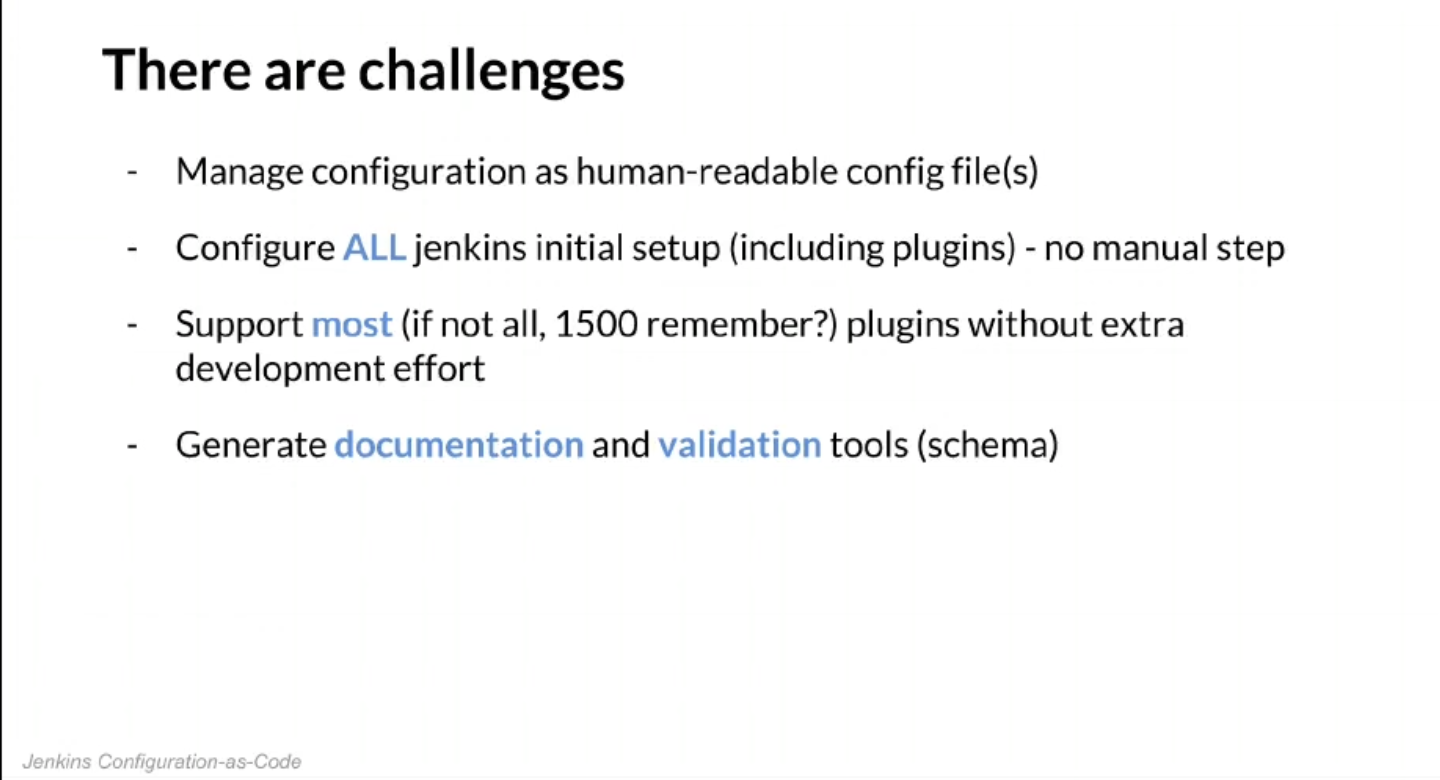 There are challenges
- Manage configuration as human-readable config file(s)
- Configure ALL jenkins initial setup (including plugins) - no manual step
- Support most (if not all, 1500 remember?) plugins without extra
development effort
- Generate documentation and validation tools (schema)
Jenkins Configuration-as-Code